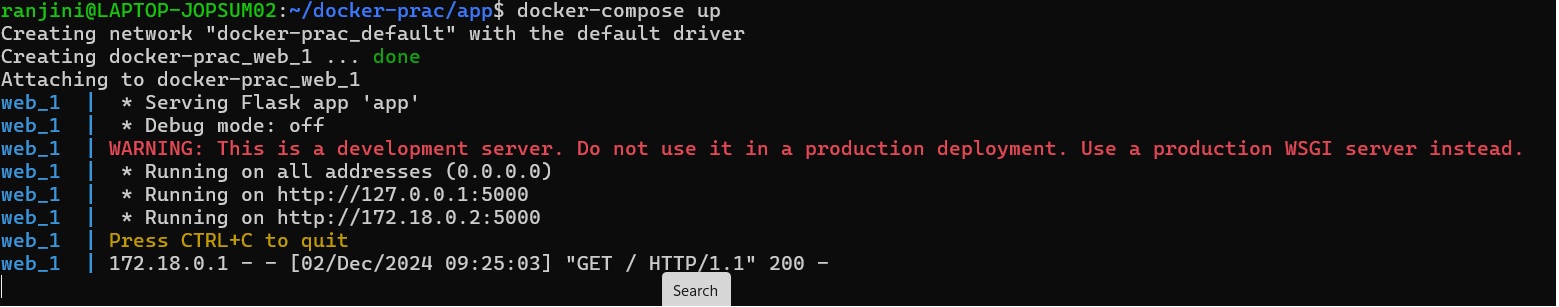 ranjini@LAPTOP-JOPSUM02:~/docker-prac/app$ docker-compose up
Creating network "docker-prac_default" with the default driver
Creating docker-prac_web_1 ... done
Attaching to docker-prac_web_1
web_1  |  * Serving Flask app 'app'
web_1  |  * Debug mode: off
web_1  | WARNING: This is a development server. Do not use it in a production deployment. Use a production WSGI server instead.
web_1  |  * Running on all addresses (0.0.0.0)
web_1  |  * Running on http://127.0.0.1:5000
web_1  |  * Running on http://172.18.0.2:5000
web_1  | Press CTRL+C to quit
web_1  | 172.18.0.1 - - [02/Dec/2024 09:25:03] "GET / HTTP/1.1" 200 -
Search